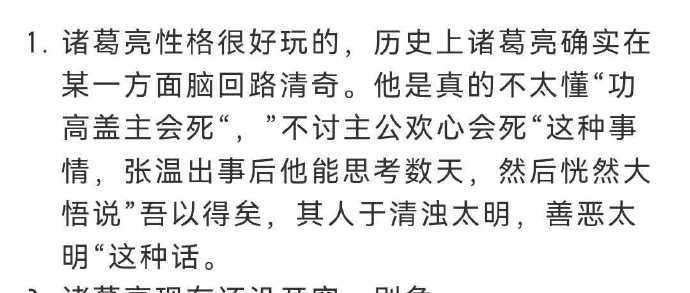 1. 诸葛亮性格很好玩的，历史上诸葛亮确实在
某一方面脑回路清奇。他是真的不太懂“功
高盖主会死“，”不讨主公欢心会死“这种事
情，张温出事后他能思考数天，然后恍然大
悟说”吾以得矣，其人于清浊太明，善恶太
明“这种话。